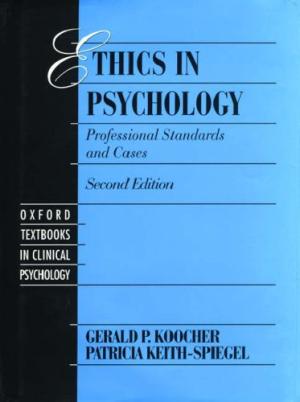 ETHICS IN
PSYCHOLOGY
Professional Standards
and Cases
Second Edition
OXFORD
TEXTBOOKS
IN CLINICAL
PSYCHOLOGY
GERALD P. KOOCHER
PATRICIA KEITH-SPIEGEL